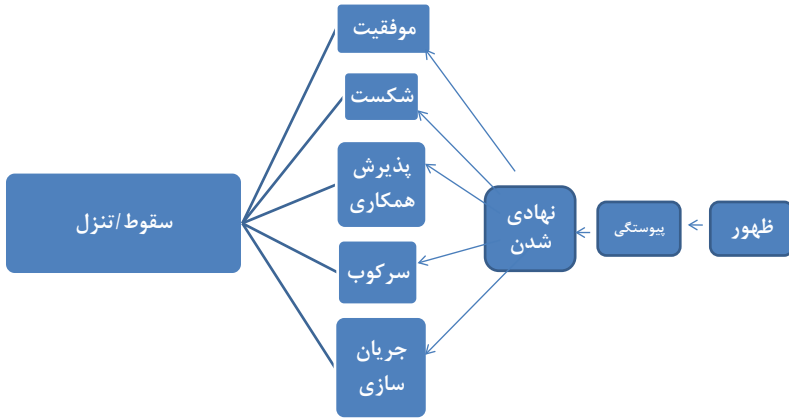 ظهور
پیوستگی
نهادی
شدن
موفقیت
شکست
پذیرش
همکاری
سرکوب
جریان
سازی
سقوط/تنزل